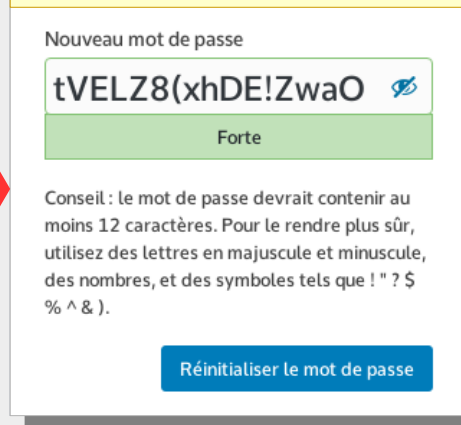 Nouveau mot de passe
tVELZ8(xhDE!ZwaO
Forte
Conseil : le mot de passe devrait contenir au
moins 12 caractères. Pour le rendre plus sûr,
utilisez des lettres en majuscule et minuscule,
des nombres, et des symboles tels que ! " ? $
% ^ & ).
Réinitialiser le mot de passe